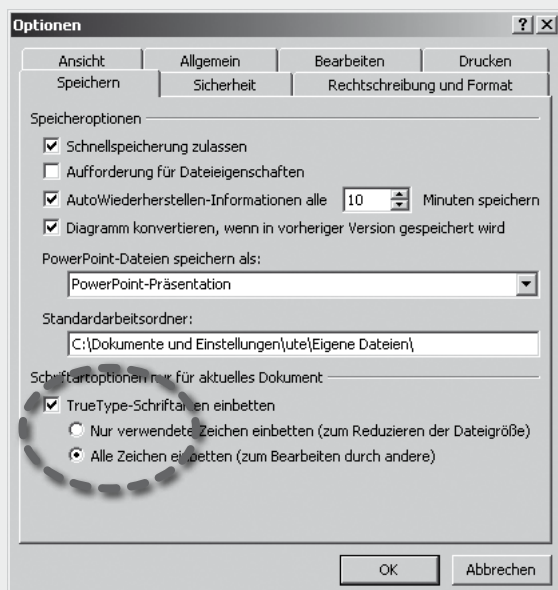 Optionen
Ansicht Allgemein Bearbeiten Drucken
Speichern Sicherheit Rechtschreibung und Format
Speicheroptionen
Schnellspeicherung zulassen
Aufforderung für Dateieigenschaften
AutoWiederherstellen-Informationen alle 10 Minuten speichern
Diagramm konvertieren, wenn in vorheriger Version gespeichert wird
PowerPoint-Dateien speichern als:
PowerPoint-Präsentation
Standardarbeitsordner:
C:\Dokumente und Einstellungen\ute\Eigene Dateien\
Schriftartoptionen nur für aktuelles Dokument
TrueType-Schriftarten einbetten
Nur verwendete Zeichen einbetten (zum Reduzieren der Dateigröße)
Alle Zeichen einbetten (zum Bearbeiten durch andere)
OK Abbrechen